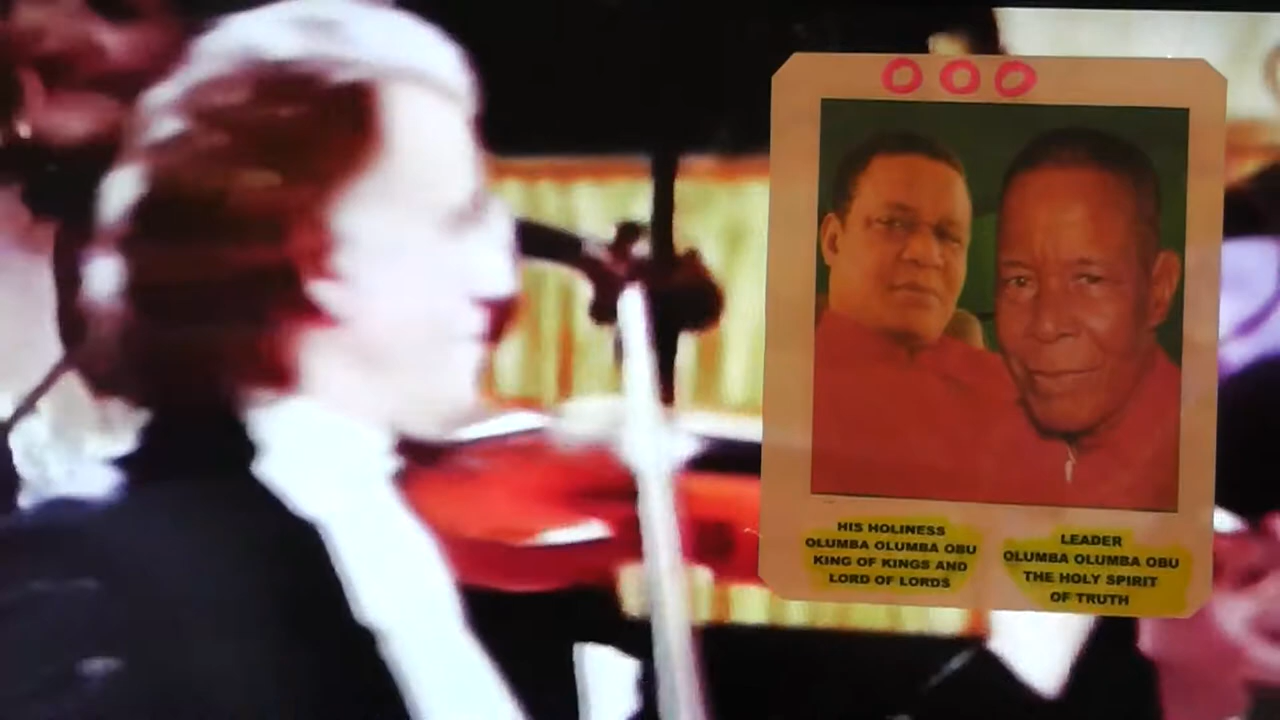 OOO
HIS HOLINESS
OLUMBA OLUMBA OBU
KING OF KINGS AND
LORD OF LORDS
LEADER
OLUMBA OLUMBA OBU
THE HOLY SPIRIT
OF TRUTH